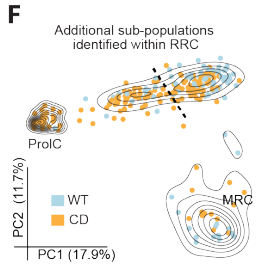 F
Additional sub-populations
identified within RRC
ProlC
MRC
WT
CD
PC2 (11.7%)
PC1 (17.9%)